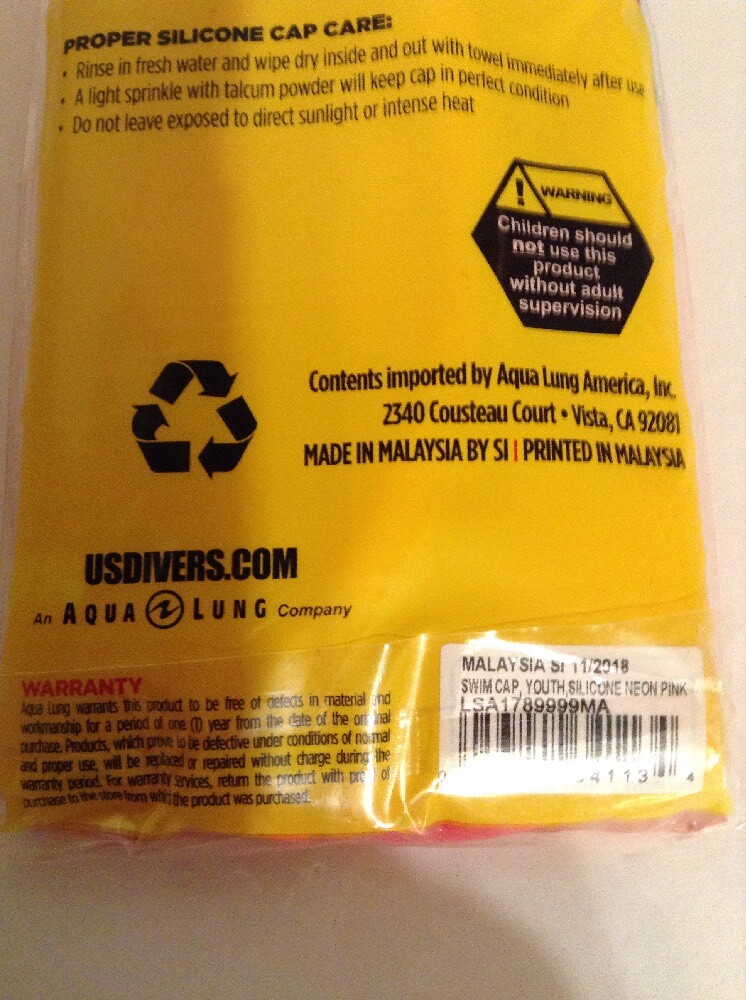 PROPER SILICONE CAP CARE:
• Rinse in fresh water and wipe dry inside and out with towel immediately after use
• A light sprinkle with talcum powder will keep cap in perfect condition
• Do not leave exposed to direct sunlight or intense heat
! WARNING
Children should
not use this
product
without adult
supervision
Contents imported by Aqua Lung America, Inc.
2340 Cousteau Court • Vista, CA 92081
MADE IN MALAYSIA BY SI | PRINTED IN MALAYSIA
USDIVERS.COM
An AQUA LUNG Company
WARRANTY
Aqua Lung warrants this product to be free of defects in material and
workmanship for a period of one (1) year from the date of the original
purchase. Products, which prove to be defective under conditions of normal
and proper use, will be replaced or repaired without charge during the
warranty period. For warranty services, return the product with proof of
purchase to the store from which the product was purchased.
MALAYSIA SI 11/2018
SWIM CAP, YOUTH,SILICONE NEON PINK
LSA1789999MA
0 04113 4